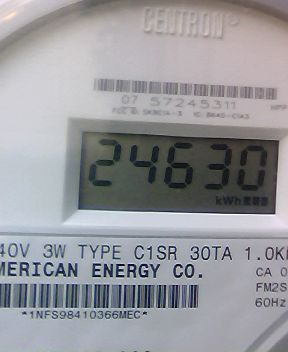 CENTRON®
07 57245311
24630
kWh
40V 3W TYPE C1SR 30TA 1.0K
MERICAN ENERGY CO.
CA 0
FM2S
60Hz
*1NFS98410366MEC*